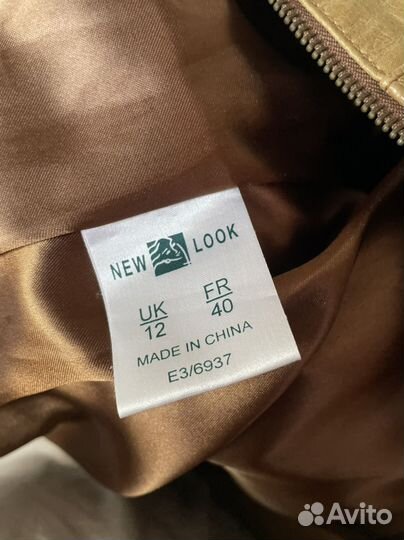 NEW LOOK
UK FR
12 40
MADE IN CHINA
E3/6937
Avito